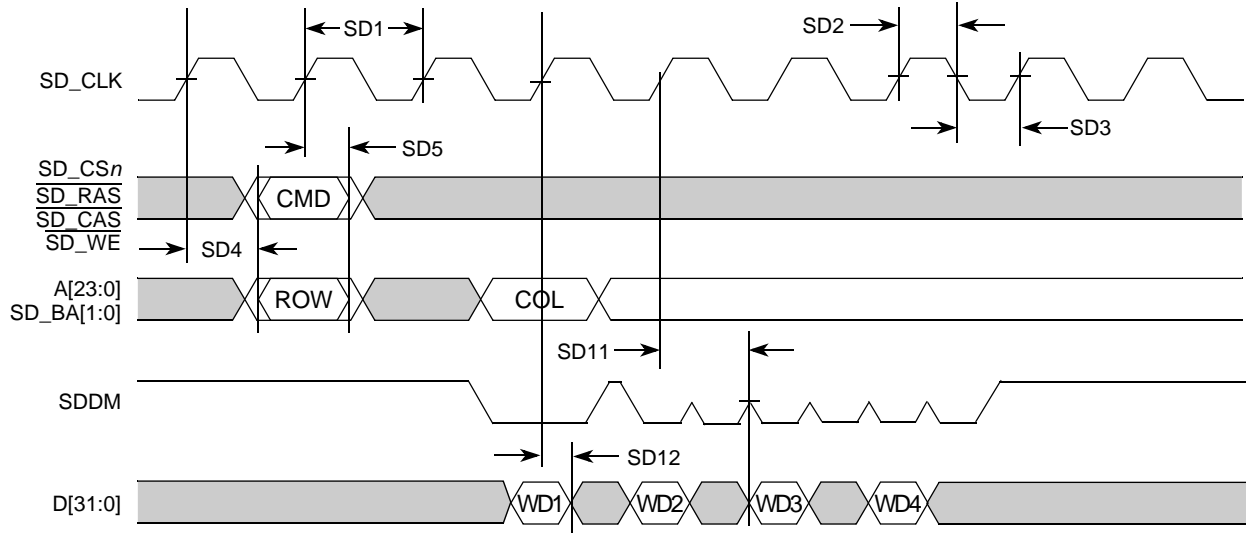 SD1
SD2
SD_CLK
SD3
SD5
SD_CSn
SD_RAS
SD_CAS
SD_WE
CMD
SD4
A[23:0]
SD_BA[1:0]
ROW
COL
SD11
SDDM
SD12
D[31:0]
WD1
WD2
WD3
WD4